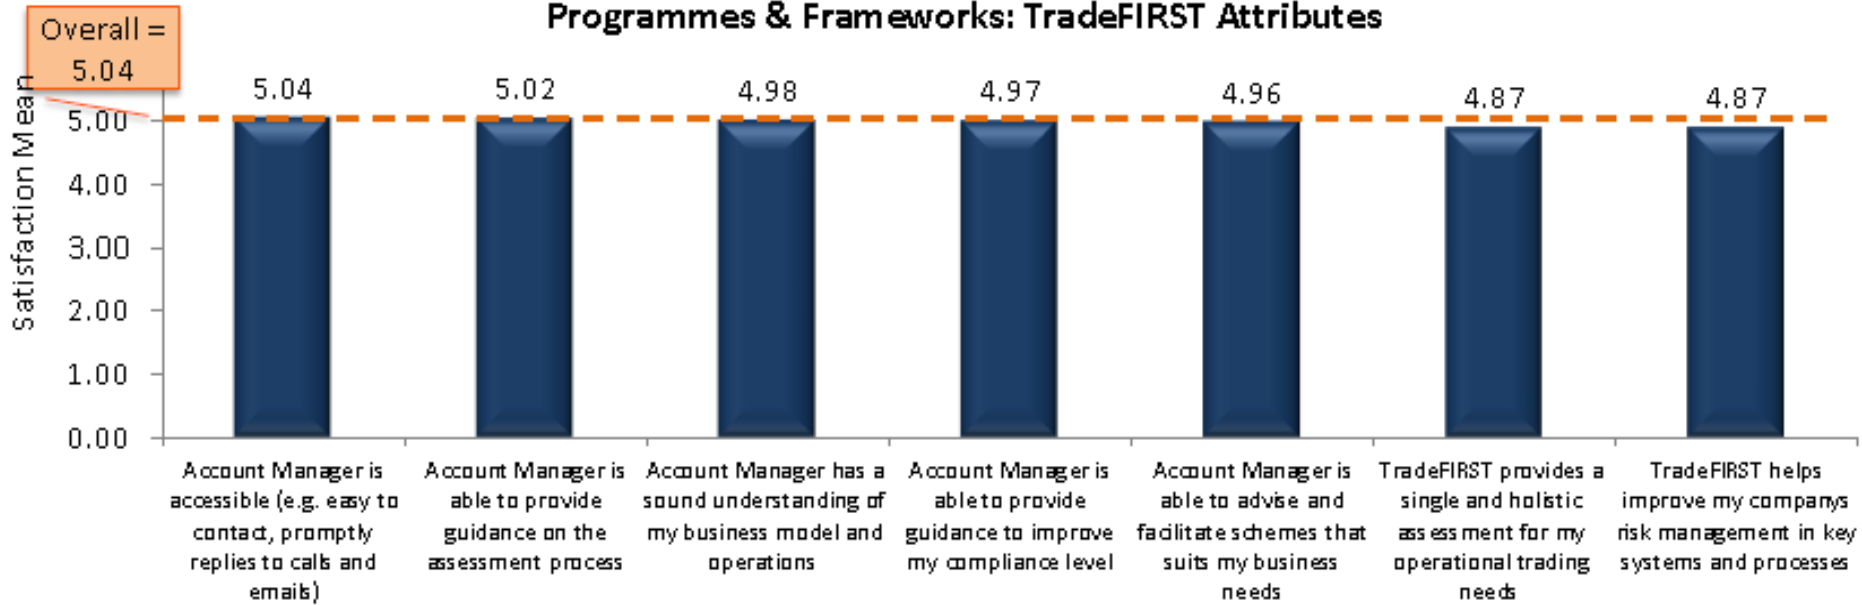 Programmes & Frameworks: TradeFIRST Attributes
Overall =
5.04
Satisfaction Mean
5.00
4.00
3.00
2.00
1.00
0.00
5.04
5.02
4.98
4.97
4.96
4.87
4.87
Account Manager is
accessible (e.g. easy to
contact, promptly
replies to calls and
emails)
Account Manager is
able to provide
guidance on the
assessment process
Account Manager has a
sound understanding of
my business model and
operations
Account Manager is
able to provide
guidance to improve
my compliance level
Account Manager is
able to advise and
facilitate schemes that
suits my business
needs
TradeFIRST provides a
single and holistic
assessment for my
operational trading
needs
TradeFIRST helps
improve my companys
risk management in key
systems and processes